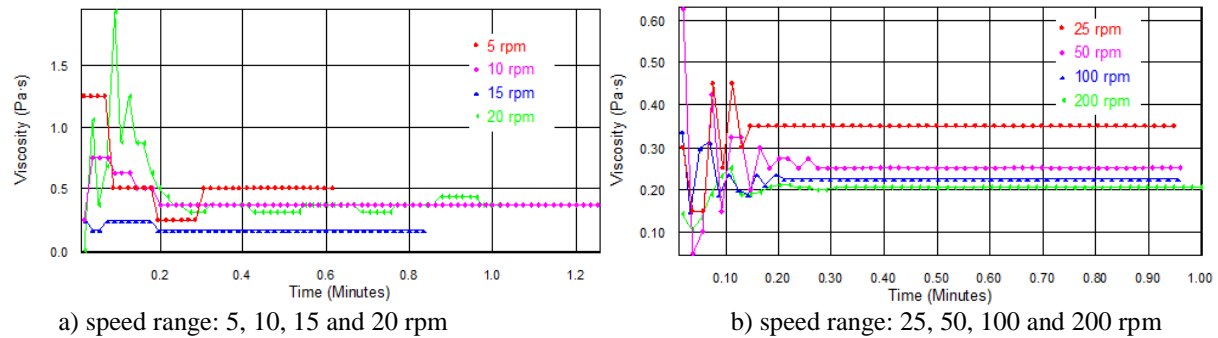 Viscosity (Pa·s)
1.5
1.0
0.5
0.0
0.2
0.4
0.6
0.8
1.0
1.2
Time (Minutes)
5 rpm
10 rpm
15 rpm
20 rpm
a) speed range: 5, 10, 15 and 20 rpm
Viscosity (Pa·s)
0.60
0.50
0.40
0.30
0.20
0.10
0.10
0.20
0.30
0.40
0.50
0.60
0.70
0.80
0.90
1.00
Time (Minutes)
25 rpm
50 rpm
100 rpm
200 rpm
b) speed range: 25, 50, 100 and 200 rpm